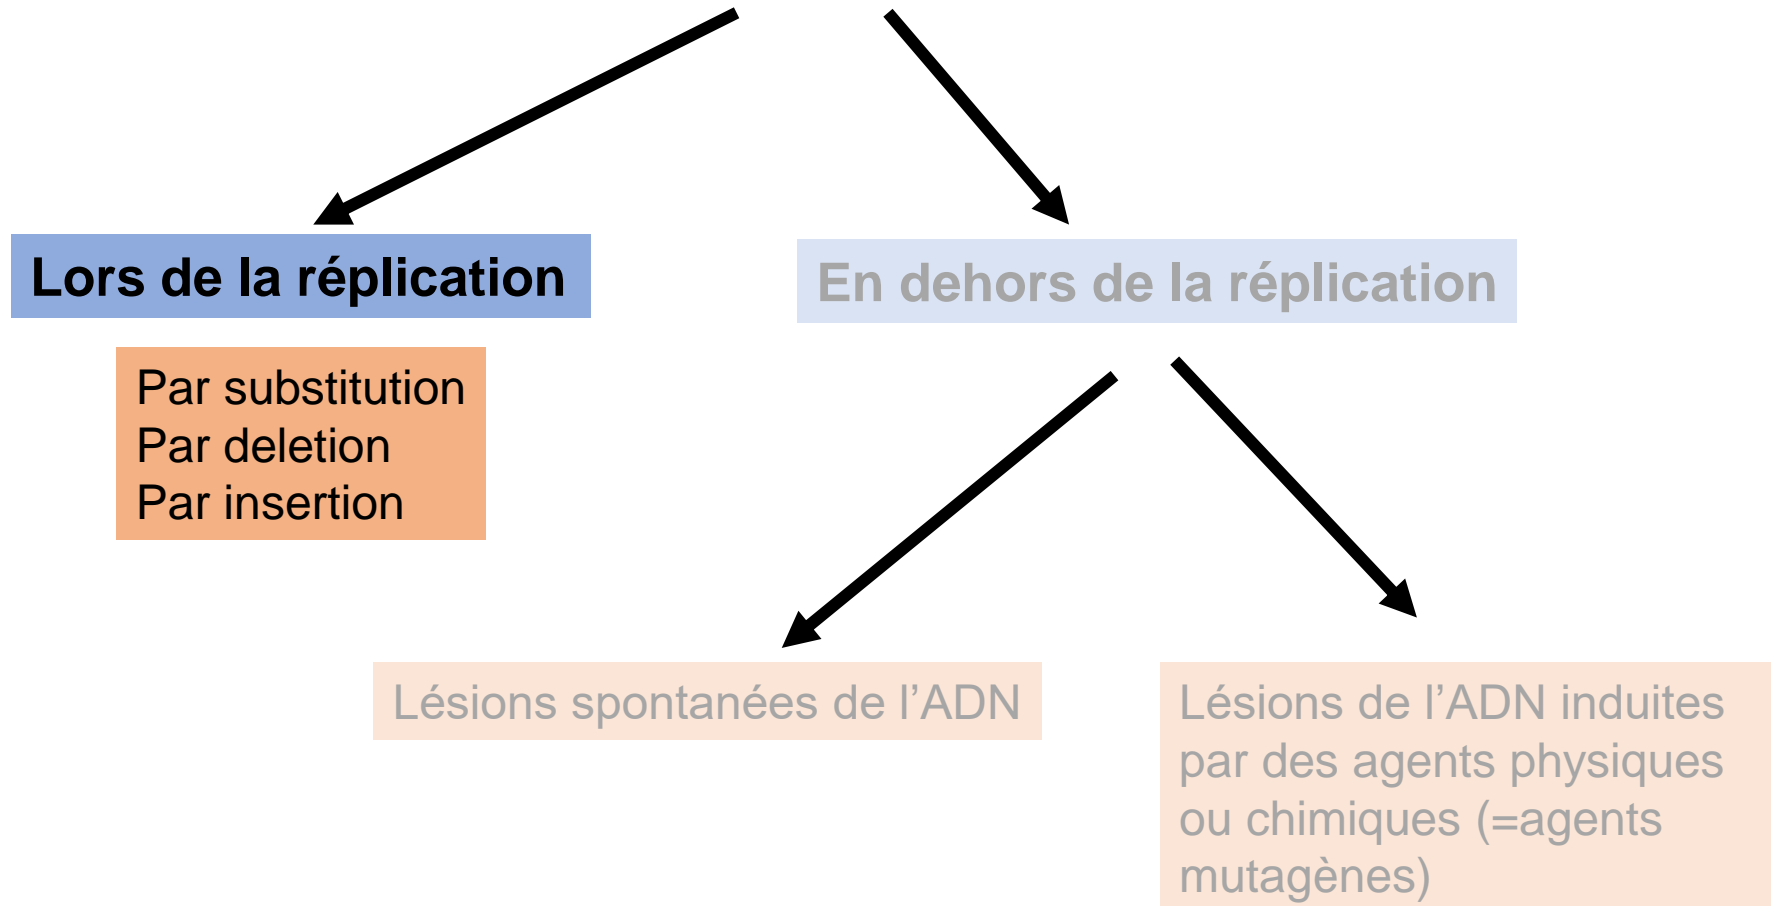 Lors de la réplication
En dehors de la réplication
Par substitution
Par deletion
Par insertion
Lésions spontanées de l’ADN
Lésions de l’ADN induites
par des agents physiques
ou chimiques (=agents
mutagènes)